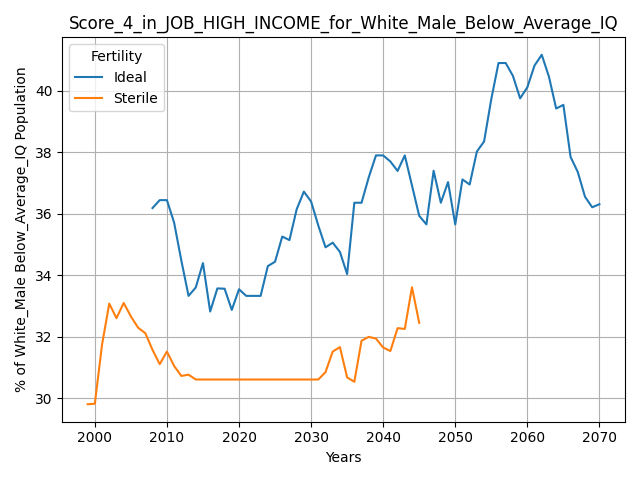 Score_4_in_JOB_HIGH_INCOME_for_White_Male_Below_Average_IQ
Fertility
Ideal
Sterile
% of White_Male Below_Average_IQ Population
40
38
36
34
32
30
2000
2010
2020
2030
2040
2050
2060
2070
Years